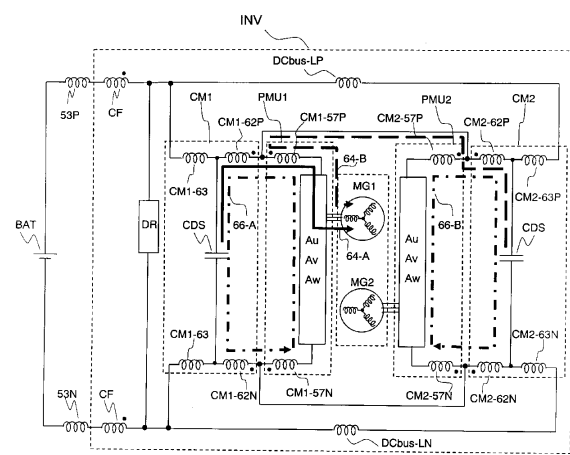 INV
DCbus-LP
53P
CF
CM1
CM1-62P
PMU1
CM1-57P
CM2-57P
PMU2
CM2-62P
CM2
CM1-63
64-B
MG1
CM2-63P
66-A
66-B
CDS
CDS
BAT
DR
Au
Av
Aw
64-A
Au
Av
Aw
MG2
CM1-63
CM2-63N
CM1-62N
CM1-57N
CM2-57N
CM2-62N
53N
CF
DCbus-LN